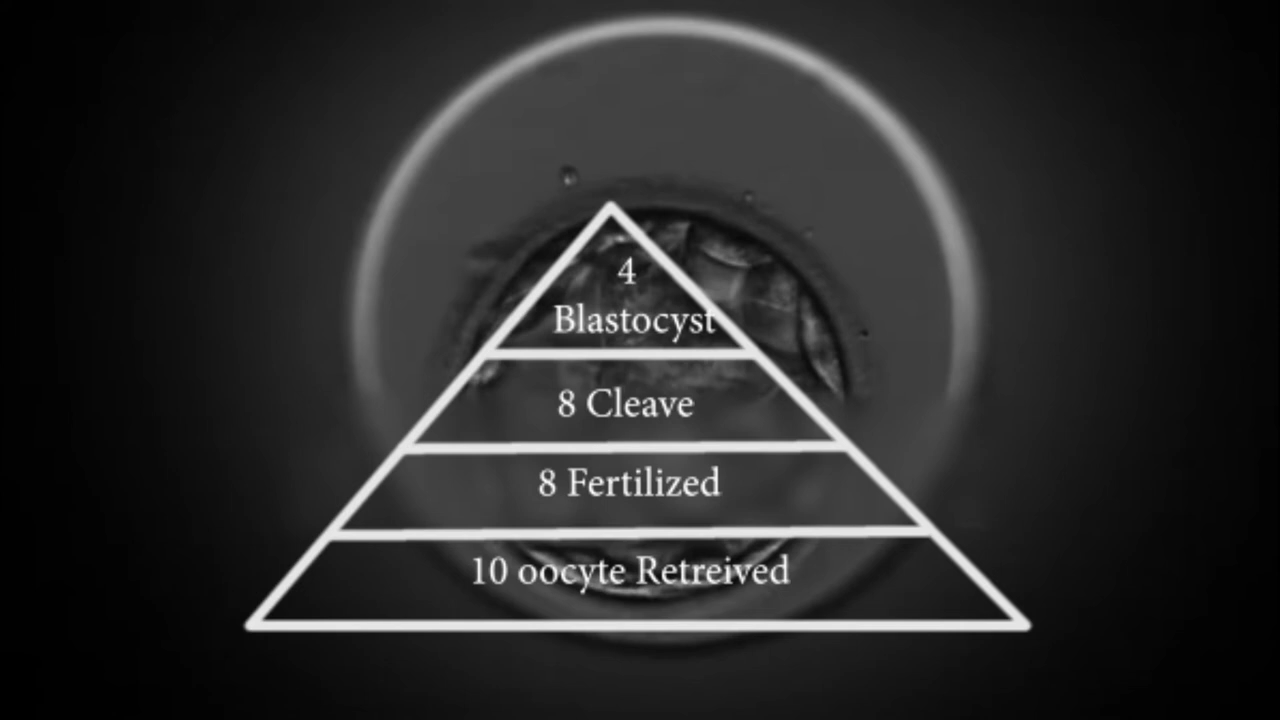 4
Blastocyst
8 Cleave
8 Fertilized
10 oocyte Retreived